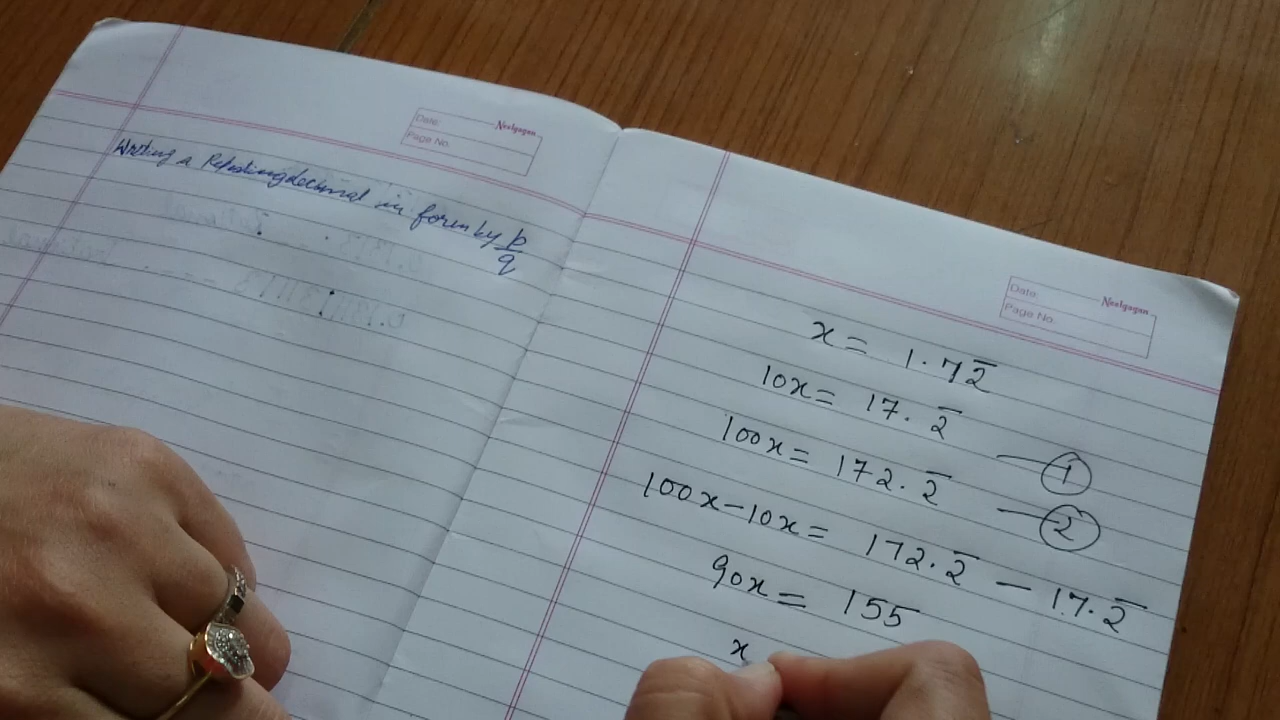 Date:
Neelgagan
Page No.
Writing a Repeating decimal in form by p/q
Date:
Neelgagan
Page No.
x = 1.72̅
10x = 17.2̅ — ①
100x = 172.2̅ — ②
100x-10x = 172.2̅ - 17.2̅
90x = 155
x